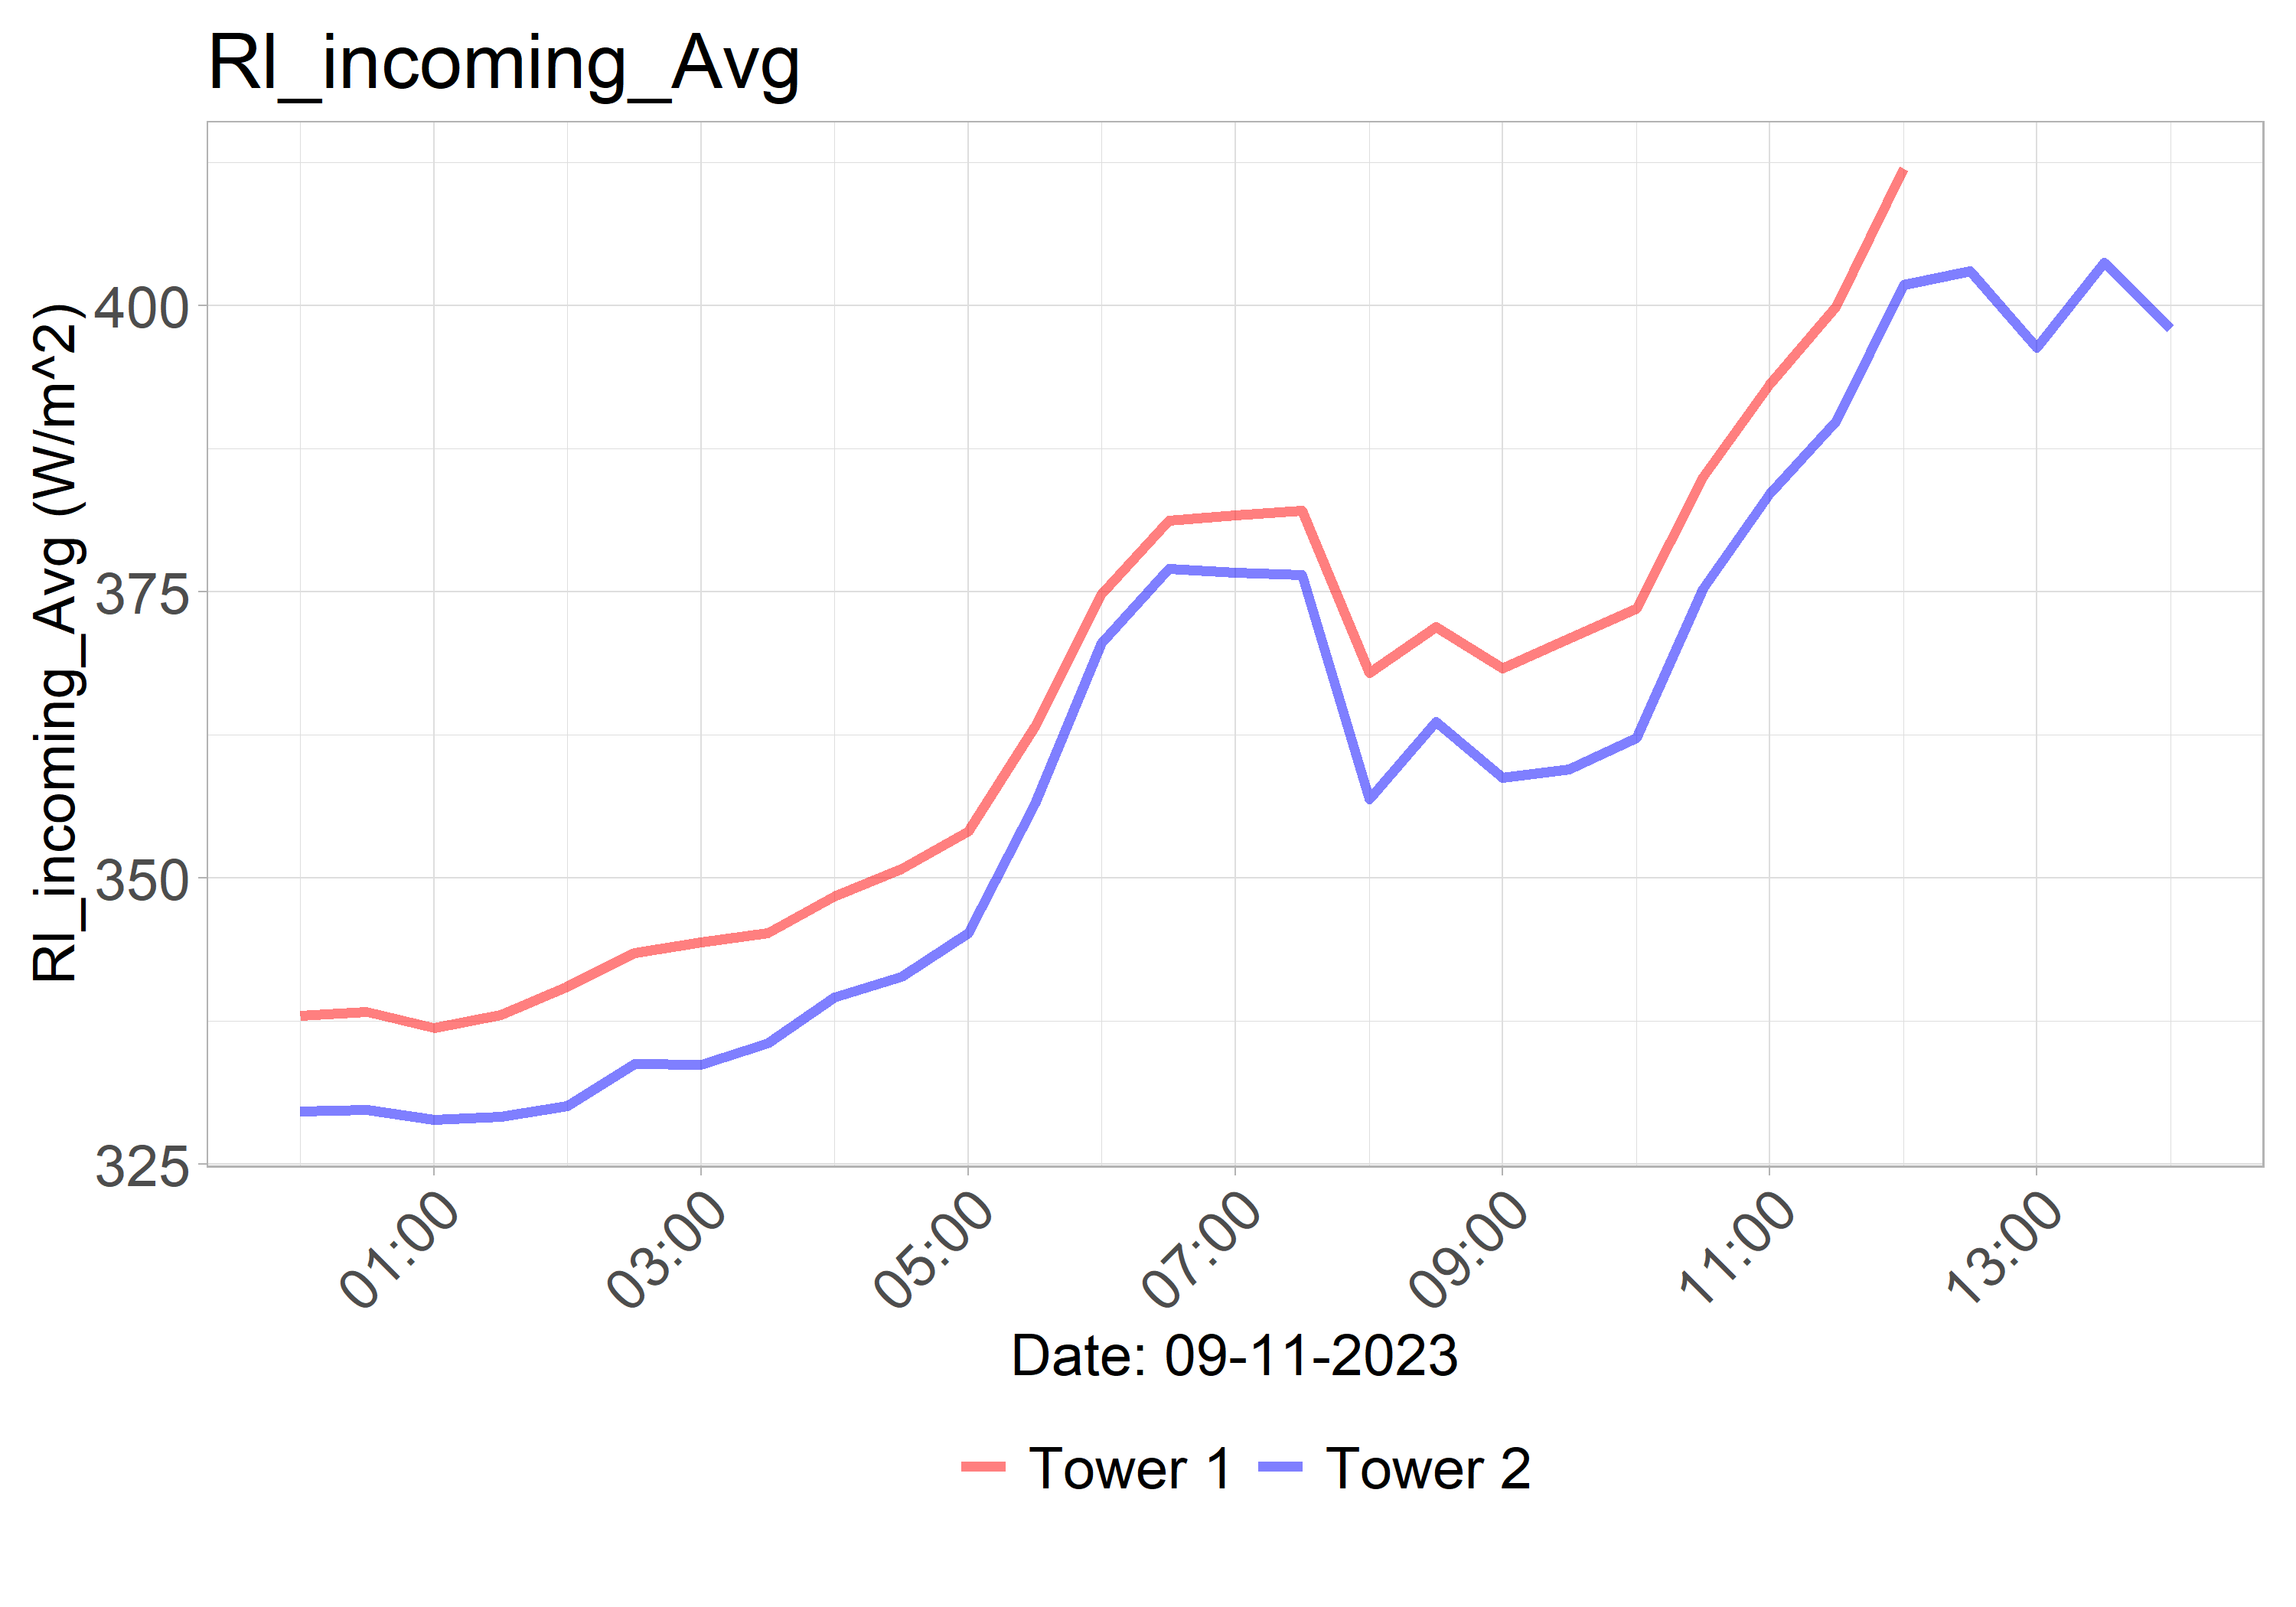 Rl_incoming_Avg
Rl_incoming_Avg (W/m^2)
400
375
350
325
01:00
03:00
05:00
07:00
09:00
11:00
13:00
Date: 09-11-2023
Tower 1
Tower 2